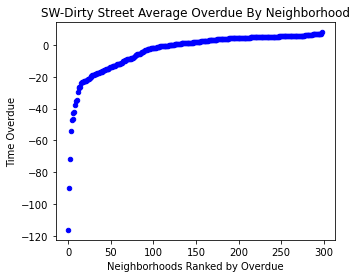 SW-Dirty Street Average Overdue By Neighborhood
0
−20
−40
−60
−80
−100
−120
Time Overdue
0 50 100 150 200 250 300
Neighborhoods Ranked by Overdue